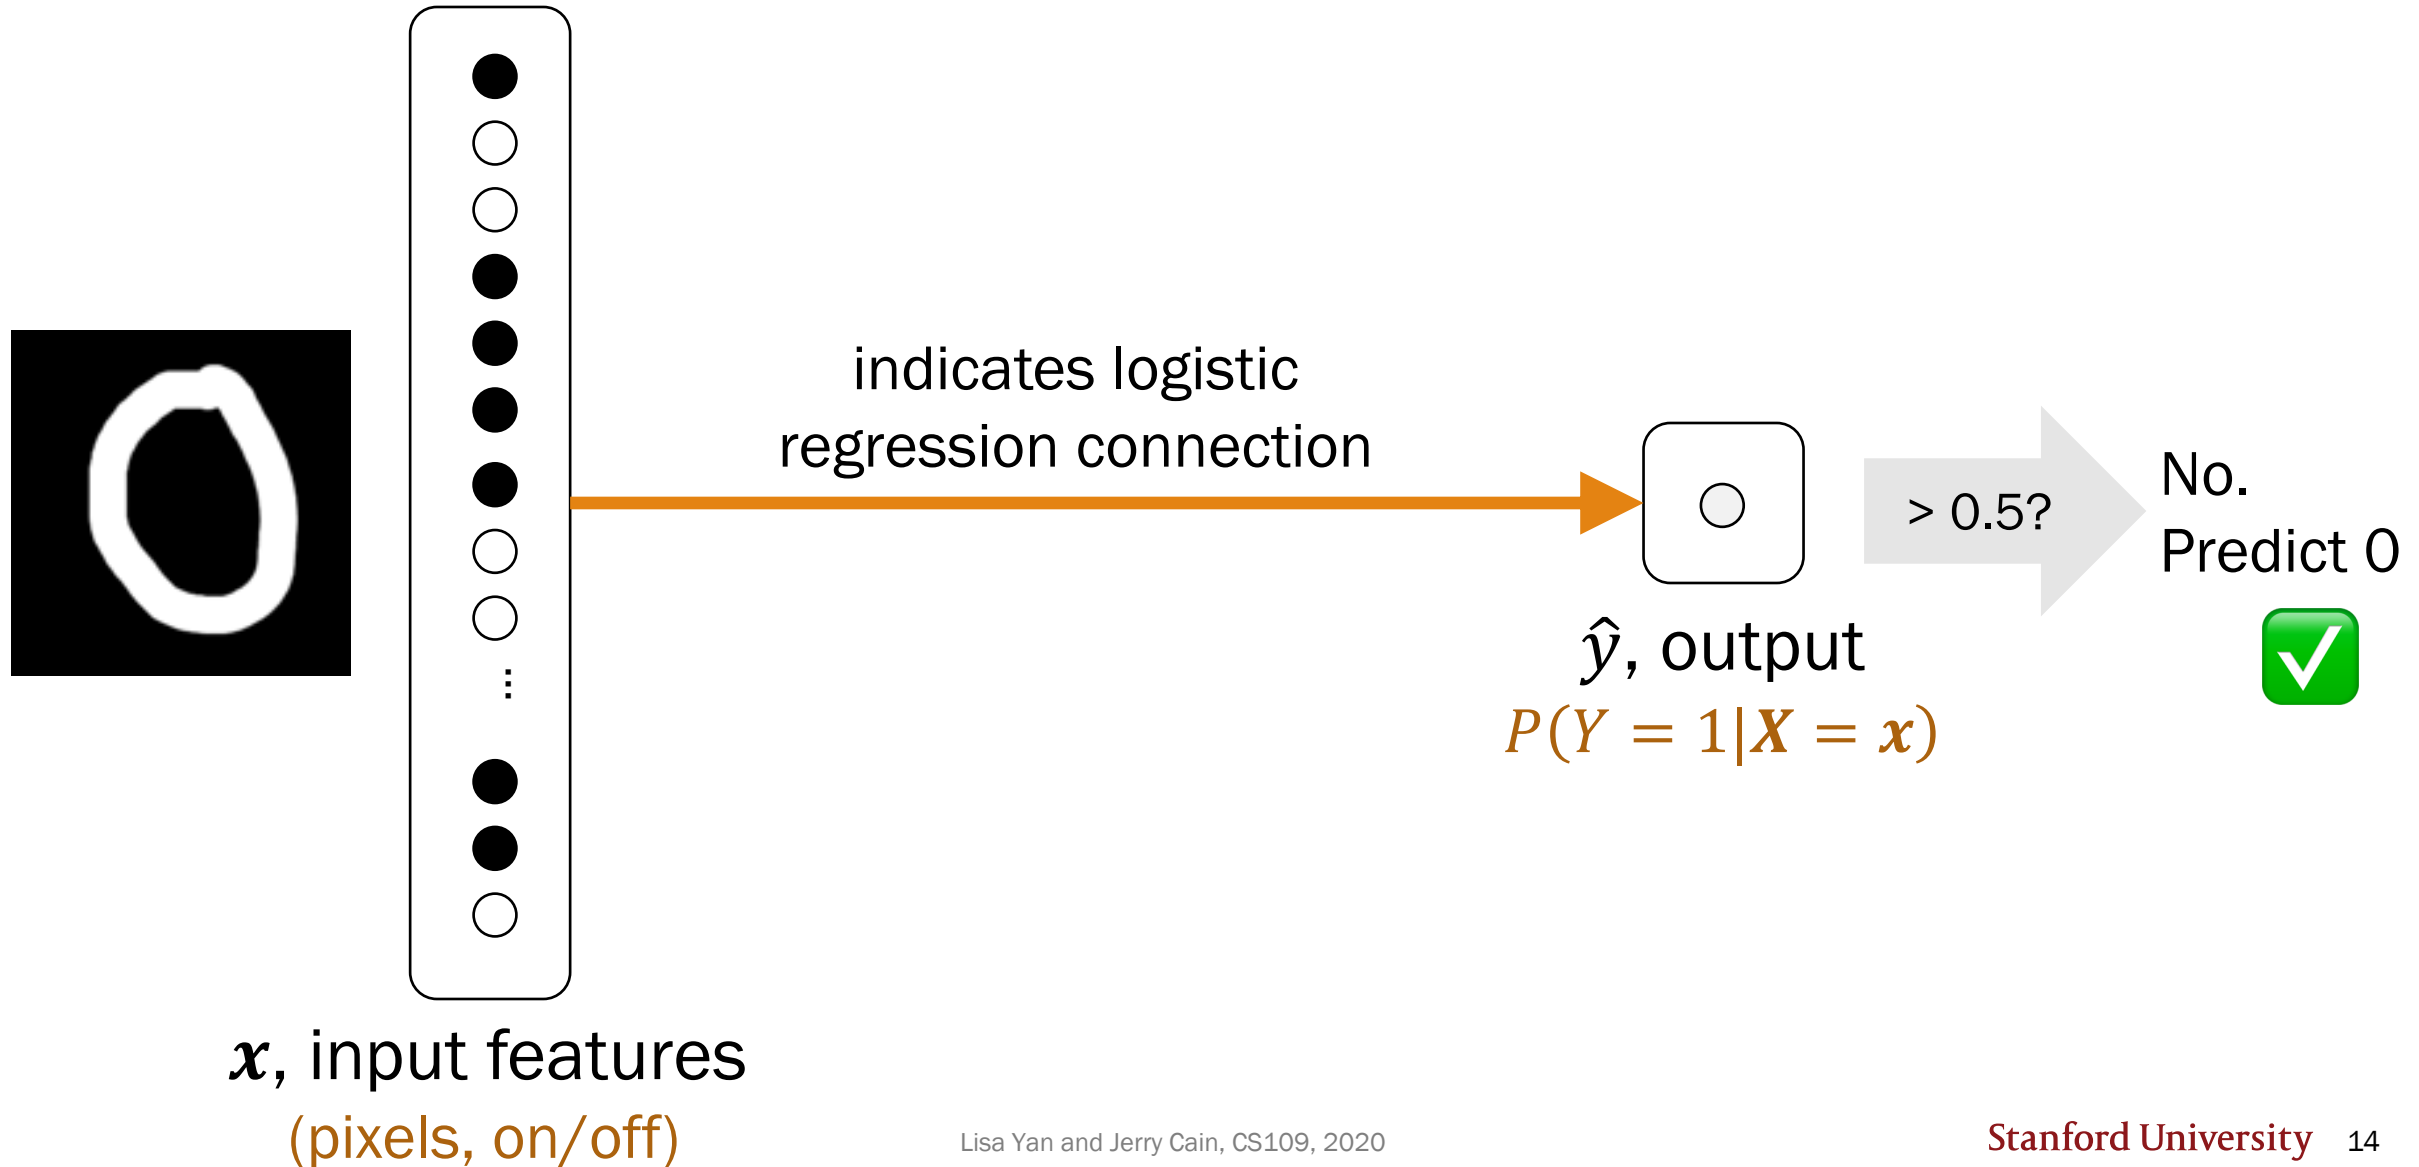 indicates logistic
regression connection
> 0.5?
No.
Predict 0
ŷ, output
P(Y = 1|X = x)
x, input features
(pixels, on/off)
Lisa Yan and Jerry Cain, CS109, 2020
Stanford University 14